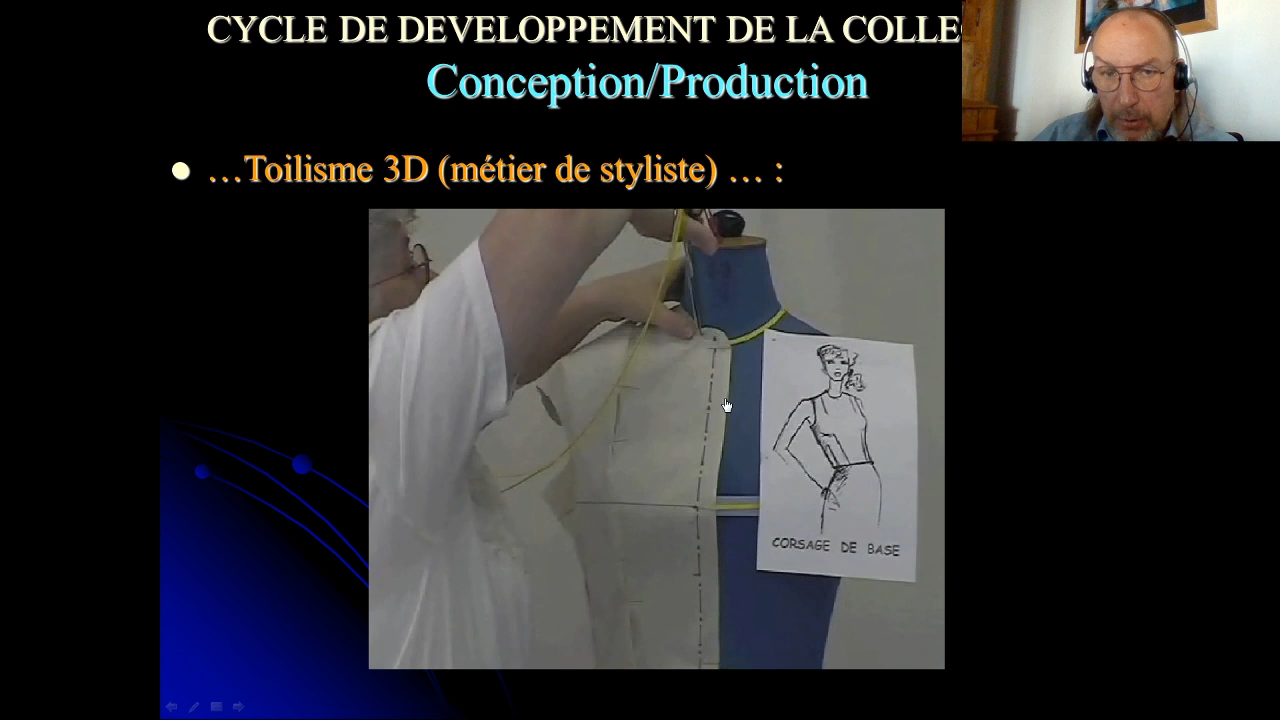 CYCLE DE DEVELOPPEMENT DE LA COLLE
Conception/Production
…Toilisme 3D (métier de styliste) … :
CORSAGE DE BASE